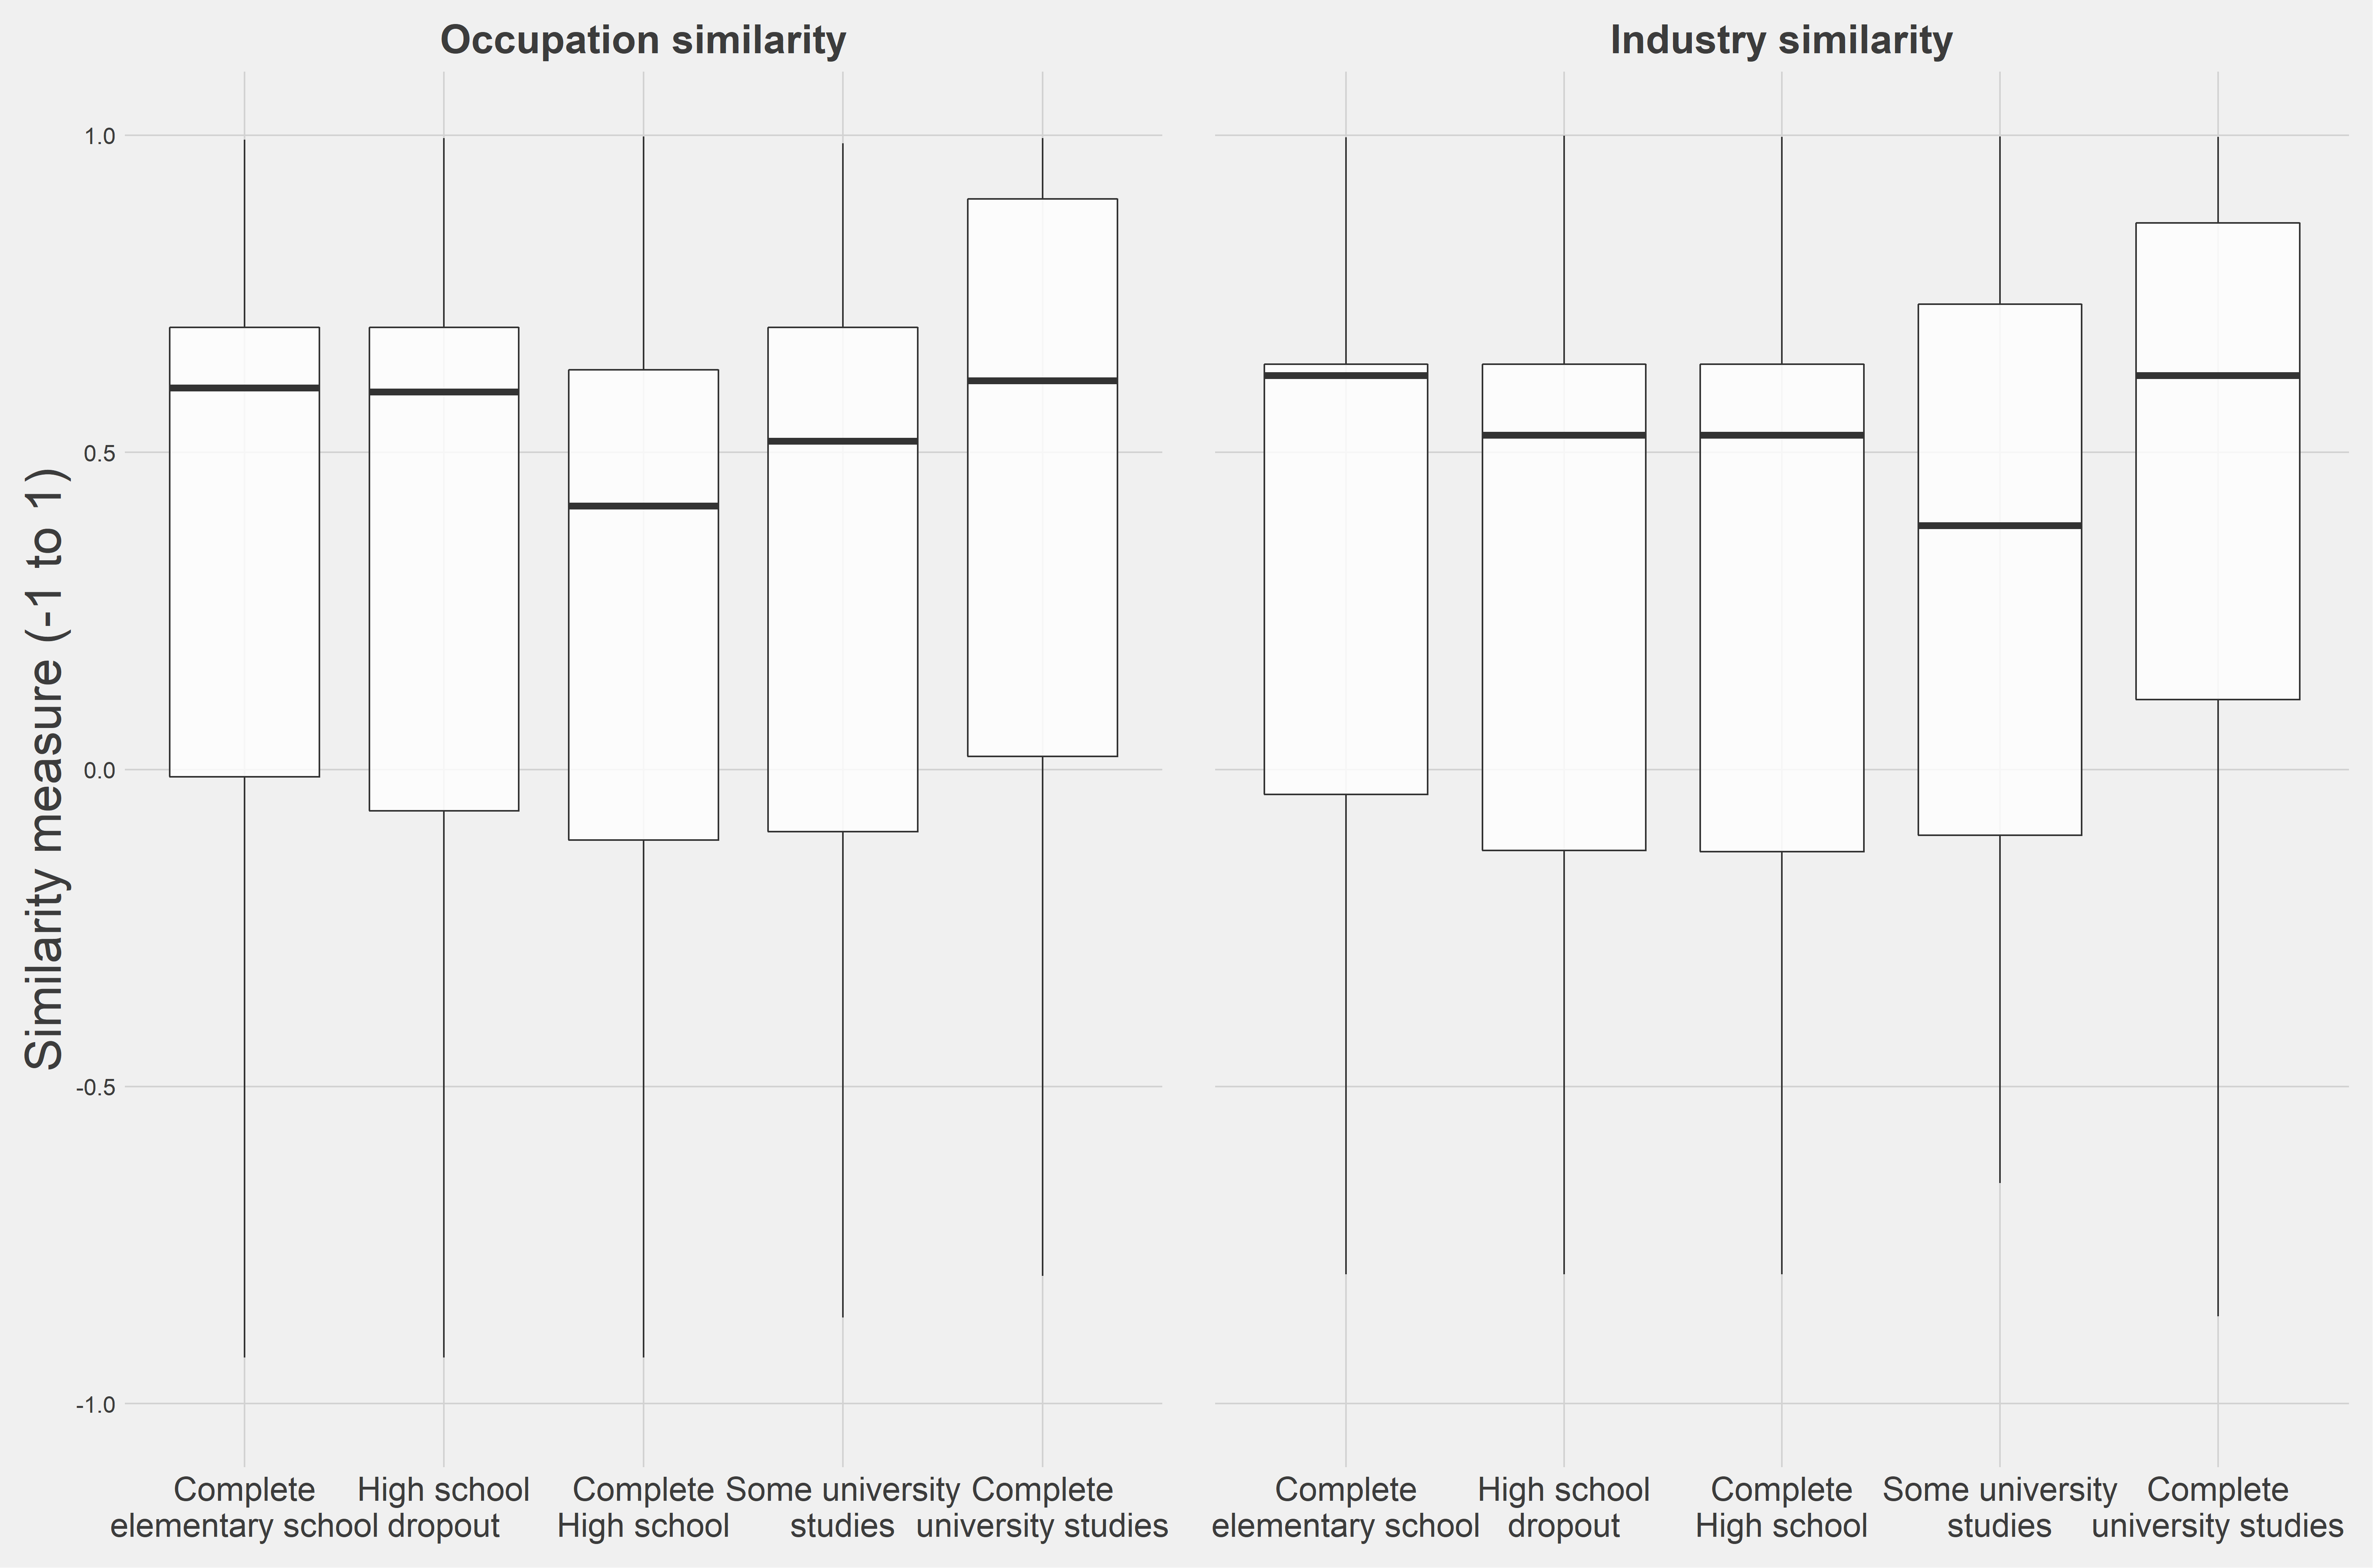 Occupation similarity
Industry similarity
Similarity measure (-1 to 1)
1.0
0.5
0.0
-0.5
-1.0
Complete
elementary school
High school
dropout
Complete
High school
Some university
studies
Complete
university studies
Complete
elementary school
High school
dropout
Complete
High school
Some university
studies
Complete
university studies